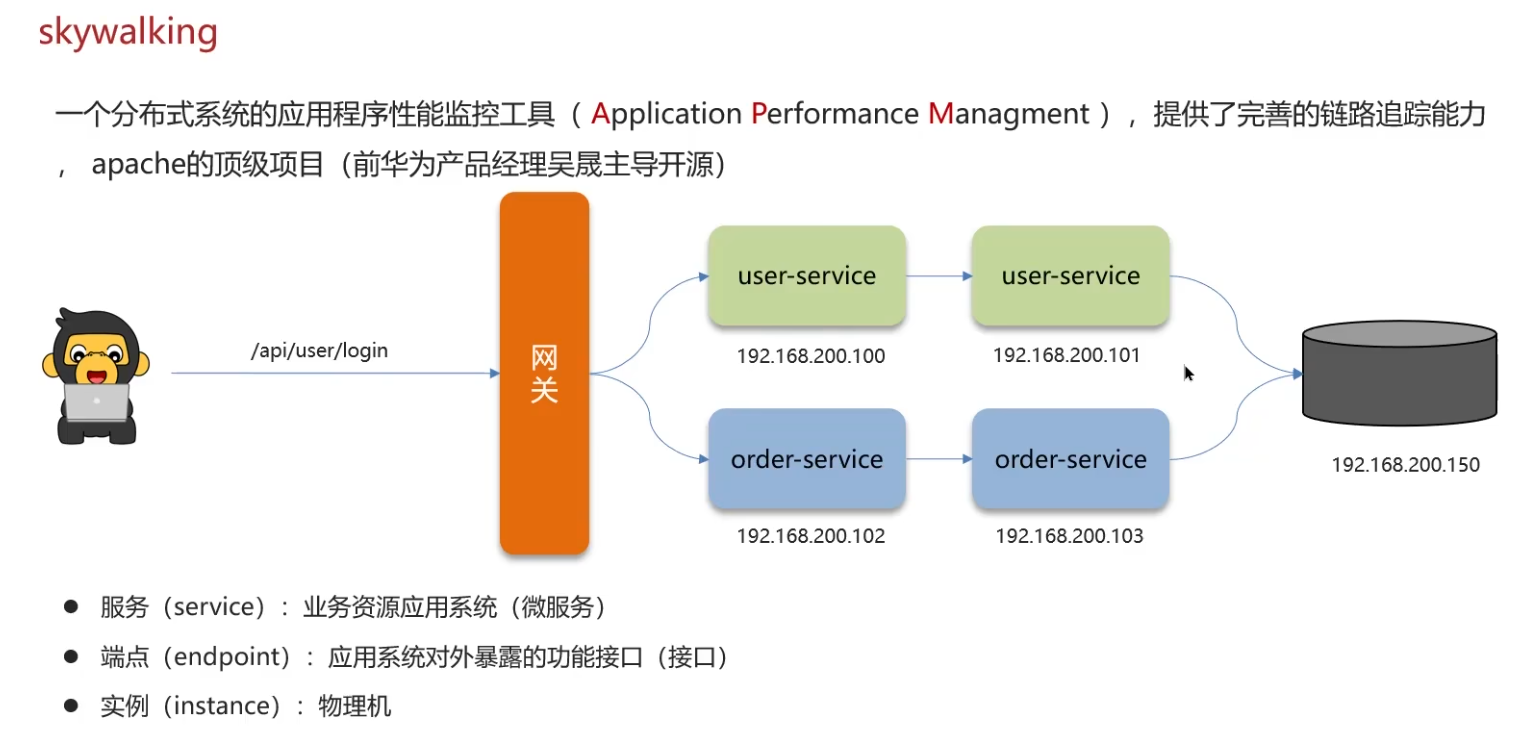 skywalking
一个分布式系统的应用程序性能监控工具（ Application Performance Managment ），提供了完善的链路追踪能力
， apache的顶级项目（前华为产品经理吴晟主导开源）
/api/user/login
网
关
user-service
user-service
192.168.200.100
192.168.200.101
order-service
order-service
192.168.200.102
192.168.200.103
192.168.200.150
● 服务（service）：业务资源应用系统（微服务）
● 端点（endpoint）：应用系统对外暴露的功能接口（接口）
● 实例（instance）：物理机